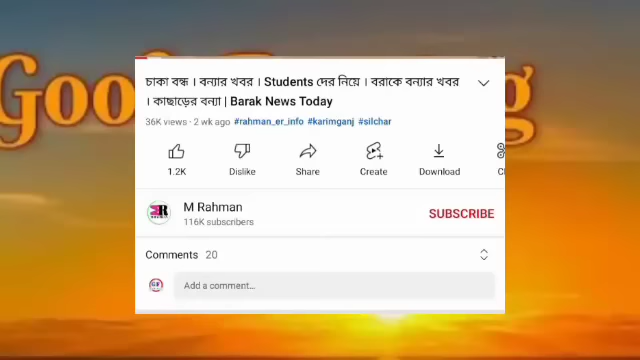 Good
g
চাকা বন্ধ । বন্যার খবর । Students দের নিয়ে । বরাকে বন্যার খবর
। কাছাড়ের বন্যা | Barak News Today
36K views · 2 wk ago #rahman_er_info #karimganj #silchar
1.2K Dislike Share Create Download
M Rahman
116K subscribers
SUBSCRIBE
Comments 20
Add a comment...